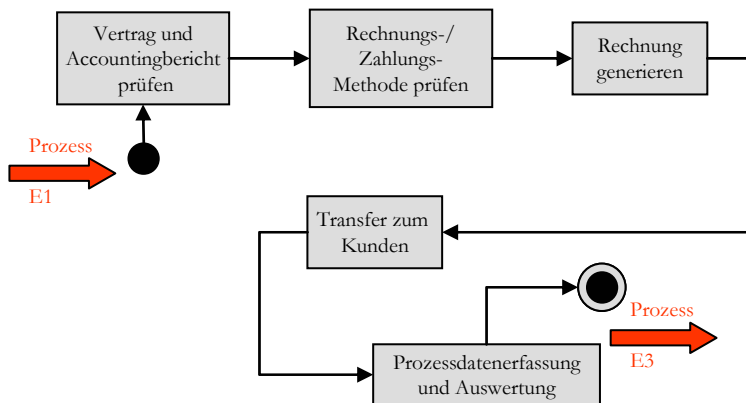 Vertrag und
Accountingbericht
prüfen
Rechnungs-/
Zahlungs-
Methode prüfen
Rechnung
generieren
Prozess
E1
Transfer zum
Kunden
Prozess
E3
Prozessdatenerfassung
und Auswertung